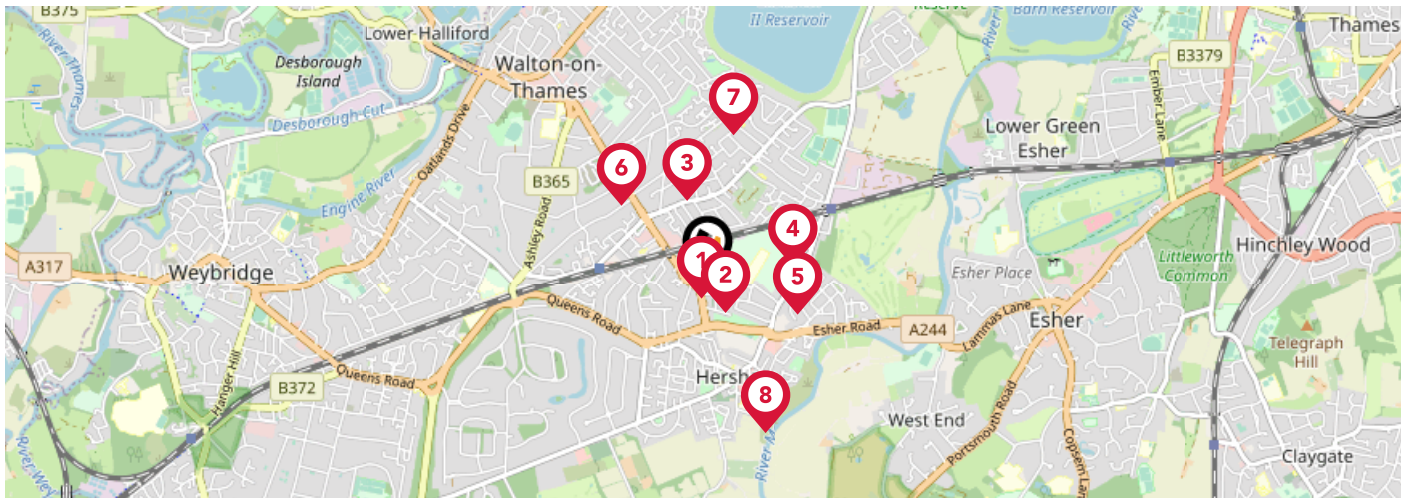 B375
Lower Halliford
II Reservoir
Barn Reservoir
River
Thames
B3379
River Thames
Desborough
Island
Walton-on-
Thames
Desborough Cut
Oatlands Drive
7
Lower Green
Esher
Ember Lane
B365
Engine River
6
3
Ashley Road
4
A317
Weybridge
1
2
5
Esher Place
Littleworth
Common
Hinchley Wood
Queens Road
Esher Road
A244
Lammas Lane
Esher
Telegraph
Hill
Hanger Hill
B372
Queens Road
8
West End
Portsmouth Road
Claygate
River Wey